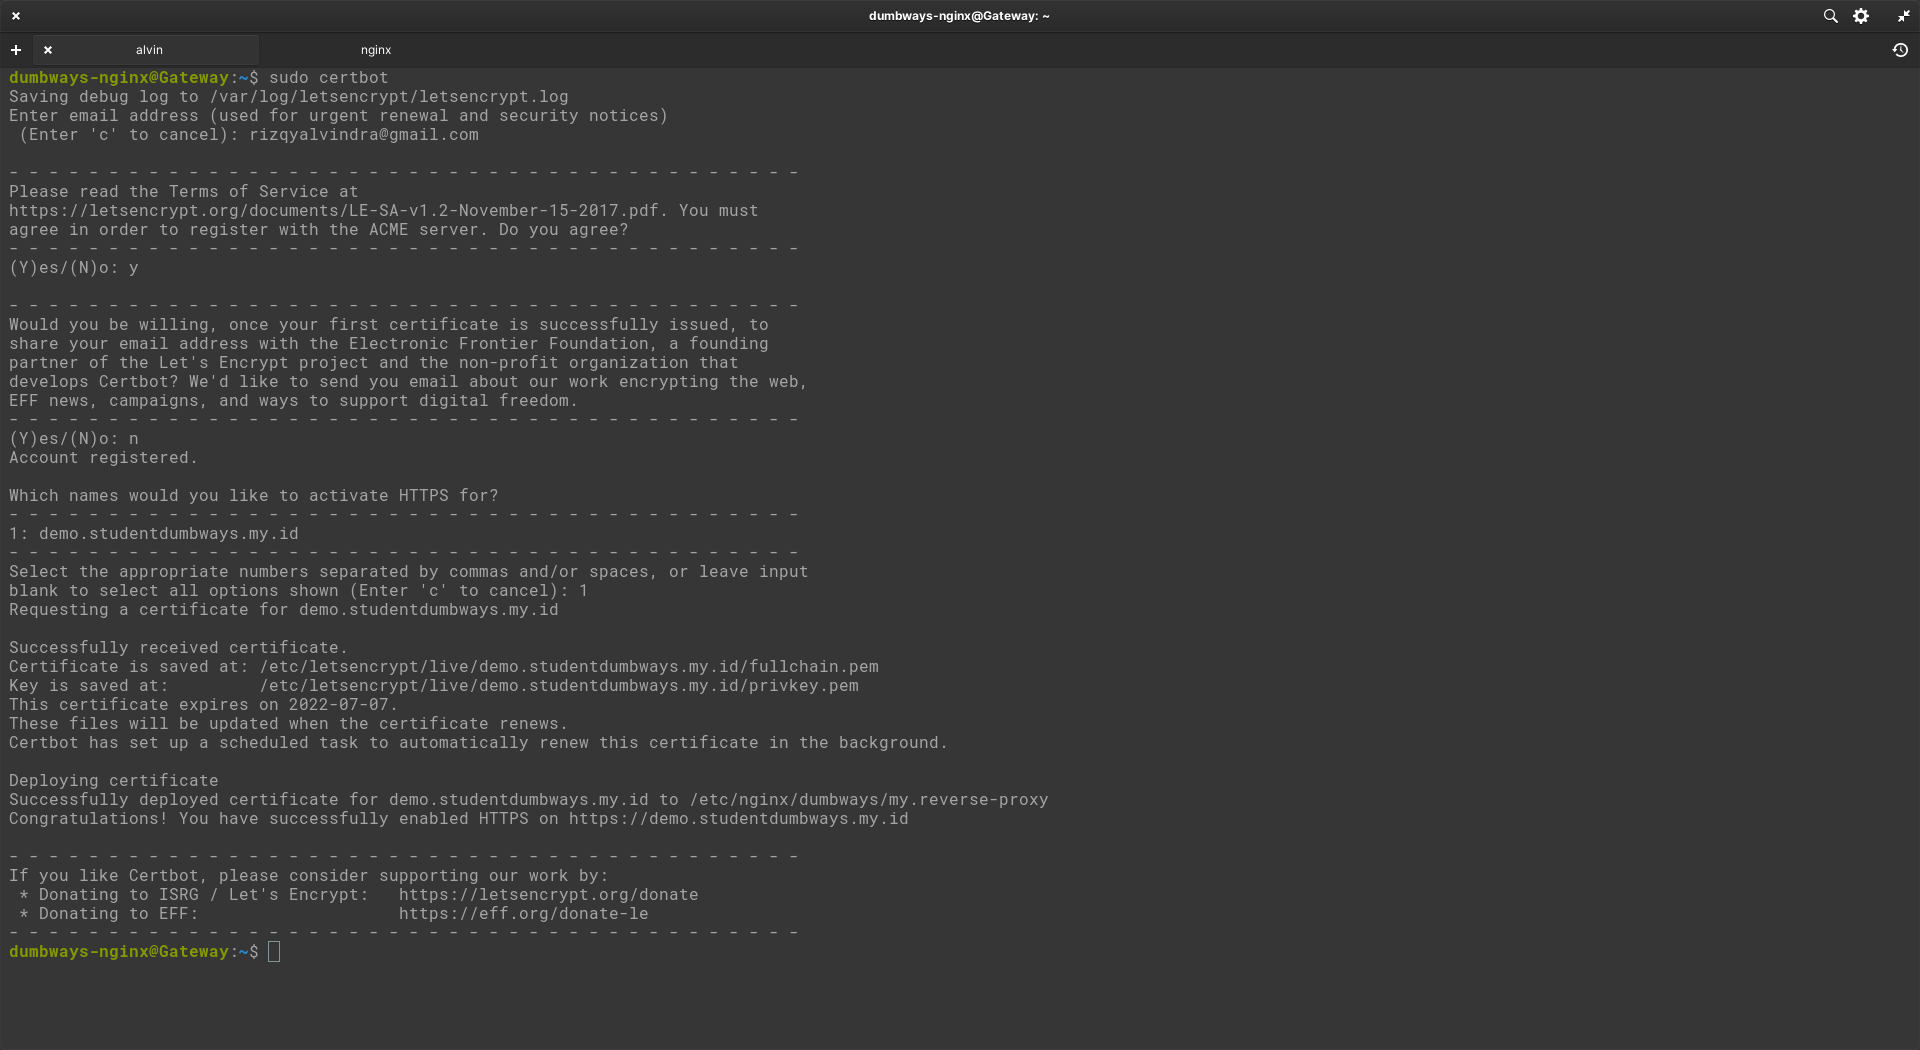 dumbways-nginx@Gateway: ~
alvin
nginx
dumbways-nginx@Gateway:~$ sudo certbot
Saving debug log to /var/log/letsencrypt/letsencrypt.log
Enter email address (used for urgent renewal and security notices)
 (Enter 'c' to cancel): rizqyalvindra@gmail.com

- - - - - - - - - - - - - - - - - - - - - - - - - - - - - - - - - - - - - - - -
Please read the Terms of Service at
https://letsencrypt.org/documents/LE-SA-v1.2-November-15-2017.pdf. You must
agree in order to register with the ACME server. Do you agree?
- - - - - - - - - - - - - - - - - - - - - - - - - - - - - - - - - - - - - - - -
(Y)es/(N)o: y

- - - - - - - - - - - - - - - - - - - - - - - - - - - - - - - - - - - - - - - -
Would you be willing, once your first certificate is successfully issued, to
share your email address with the Electronic Frontier Foundation, a founding
partner of the Let's Encrypt project and the non-profit organization that
develops Certbot? We'd like to send you email about our work encrypting the web,
EFF news, campaigns, and ways to support digital freedom.
- - - - - - - - - - - - - - - - - - - - - - - - - - - - - - - - - - - - - - - -
(Y)es/(N)o: n
Account registered.

Which names would you like to activate HTTPS for?
- - - - - - - - - - - - - - - - - - - - - - - - - - - - - - - - - - - - - - - -
1: demo.studentdumbways.my.id
- - - - - - - - - - - - - - - - - - - - - - - - - - - - - - - - - - - - - - - -
Select the appropriate numbers separated by commas and/or spaces, or leave input
blank to select all options shown (Enter 'c' to cancel): 1
Requesting a certificate for demo.studentdumbways.my.id

Successfully received certificate.
Certificate is saved at: /etc/letsencrypt/live/demo.studentdumbways.my.id/fullchain.pem
Key is saved at:         /etc/letsencrypt/live/demo.studentdumbways.my.id/privkey.pem
This certificate expires on 2022-07-07.
These files will be updated when the certificate renews.
Certbot has set up a scheduled task to automatically renew this certificate in the background.

Deploying certificate
Successfully deployed certificate for demo.studentdumbways.my.id to /etc/nginx/dumbways/my.reverse-proxy
Congratulations! You have successfully enabled HTTPS on https://demo.studentdumbways.my.id

- - - - - - - - - - - - - - - - - - - - - - - - - - - - - - - - - - - - - - - -
If you like Certbot, please consider supporting our work by:
 * Donating to ISRG / Let's Encrypt:   https://letsencrypt.org/donate
 * Donating to EFF:                    https://eff.org/donate-le
- - - - - - - - - - - - - - - - - - - - - - - - - - - - - - - - - - - - - - - -
dumbways-nginx@Gateway:~$